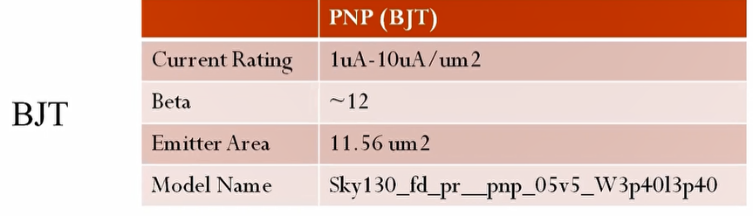 PNP (BJT)
Current Rating 1uA-10uA/um2
BJT
Beta ~12
Emitter Area 11.56 um2
Model Name Sky130_fd_pr__pnp_05v5_W3p40l3p40